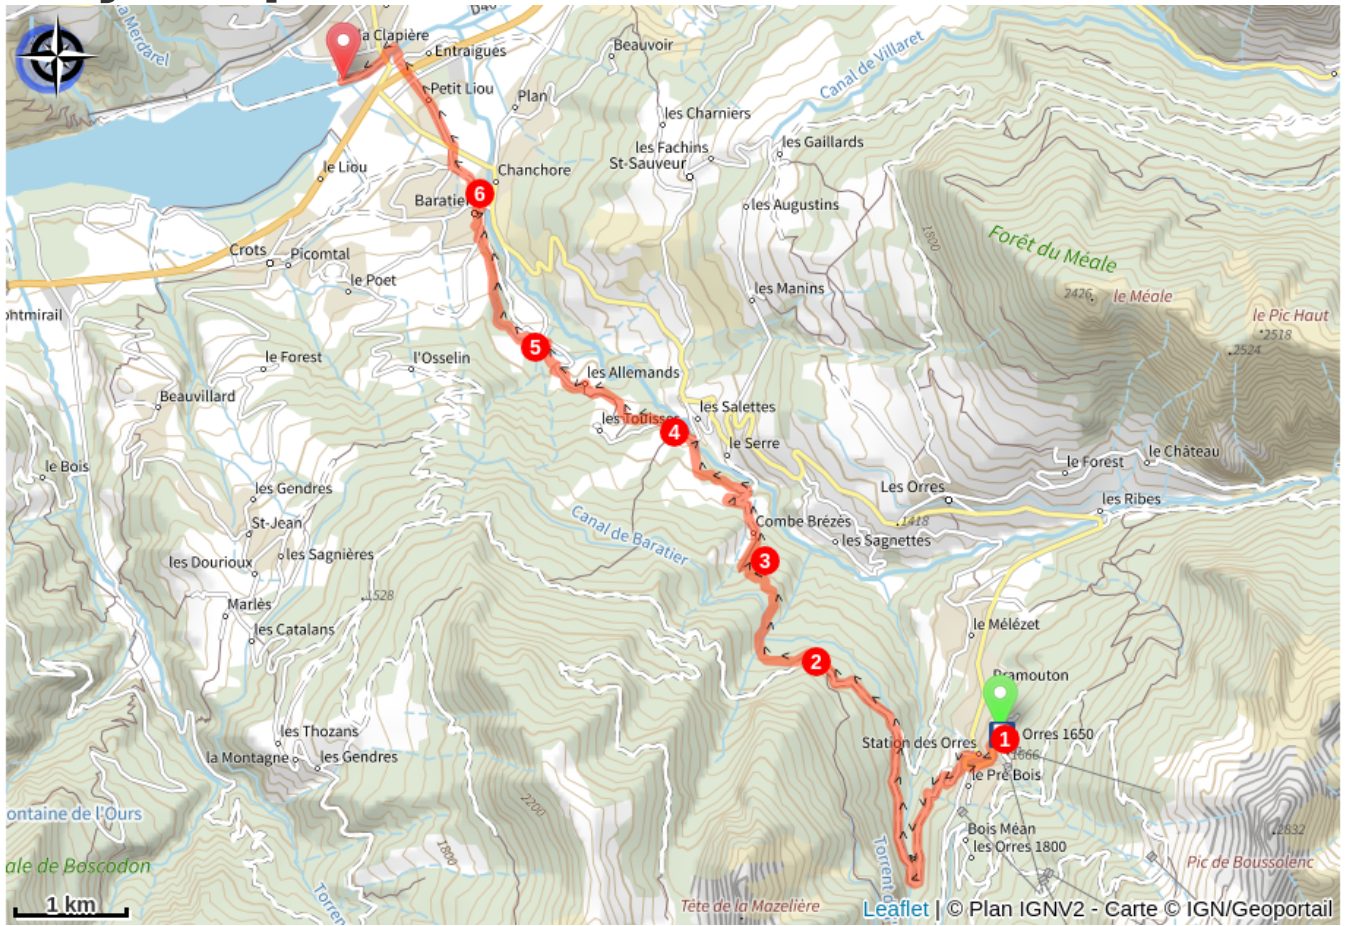 la Clapière
Entraigues
Beauvoir
Canal de Villaret
Petit Liou
Plan
les Charniers
les Gaillards
les Fachins
St-Sauveur
le Liou
Chanchore
6
Baratier
les Augustins
1800
Forêt du Méale
Crots
Picomtal
le Poet
les Manins
2426
le Méale
le Pic Haut
2518
2524
5
le Forest
l'Osselin
les Allemands
Beauvillard
les Salettes
4
le Serre
le Bois
le Forest
le Château
les Gendres
Les Orres
les Ribes
St-Jean
Canal de Baratier
Combe Brézès
1418
les Sagnettes
les Sagnières
les Dourioux
3
1528
Marlès
les Catalans
le Mélézet
2
Pramouton
les Thozans
la Montagne
les Gendres
Station des Orres
1
Orres 1650
1666
le Pré Bois
2200
ontaine de l'Ours
1800
Bois Méan
les Orres 1800
2832
Pic de Boussolenc
ale de Boscodon
Torrent d
Torren
1 km
Tête de la Mazelière
Leaflet | © Plan IGNV2 - Carte © IGN/Geoportail